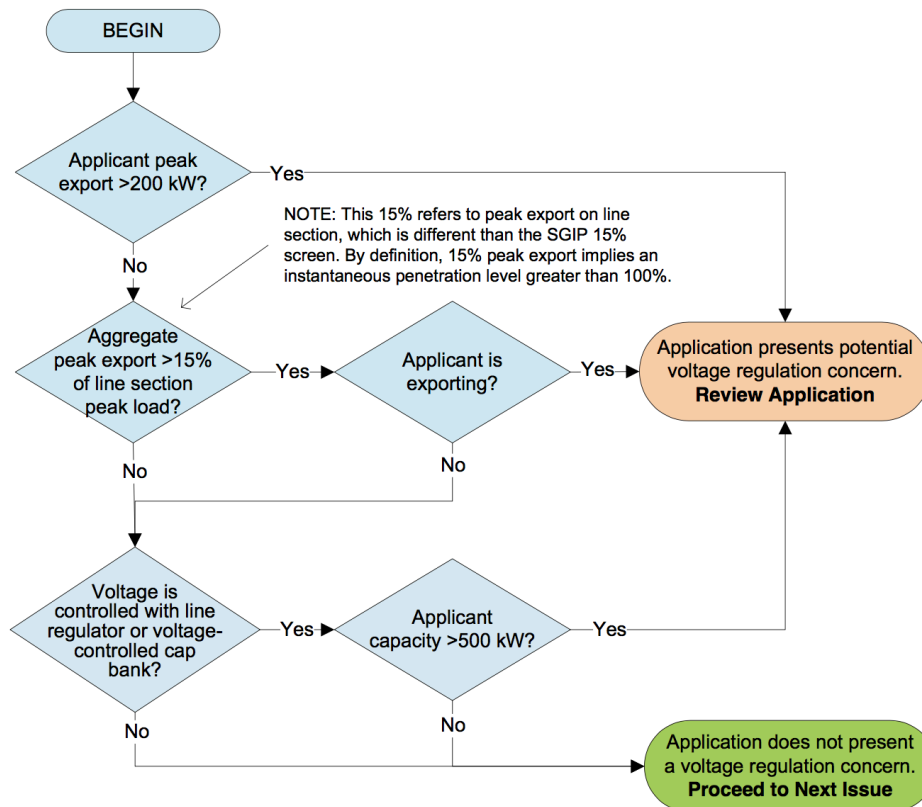 BEGIN
Applicant peak
export >200 kW?
Yes
NOTE: This 15% refers to peak export on line
section, which is different than the SGIP 15%
screen. By definition, 15% peak export implies an
instantaneous penetration level greater than 100%.
No
Aggregate
peak export >15%
of line section
peak load?
Yes
Applicant is
exporting?
Yes
Application presents potential
voltage regulation concern.
Review Application
No
No
Voltage is
controlled with line
regulator or voltage-
controlled cap
bank?
Yes
Applicant
capacity >500 kW?
Yes
No
No
Application does not present
a voltage regulation concern.
Proceed to Next Issue